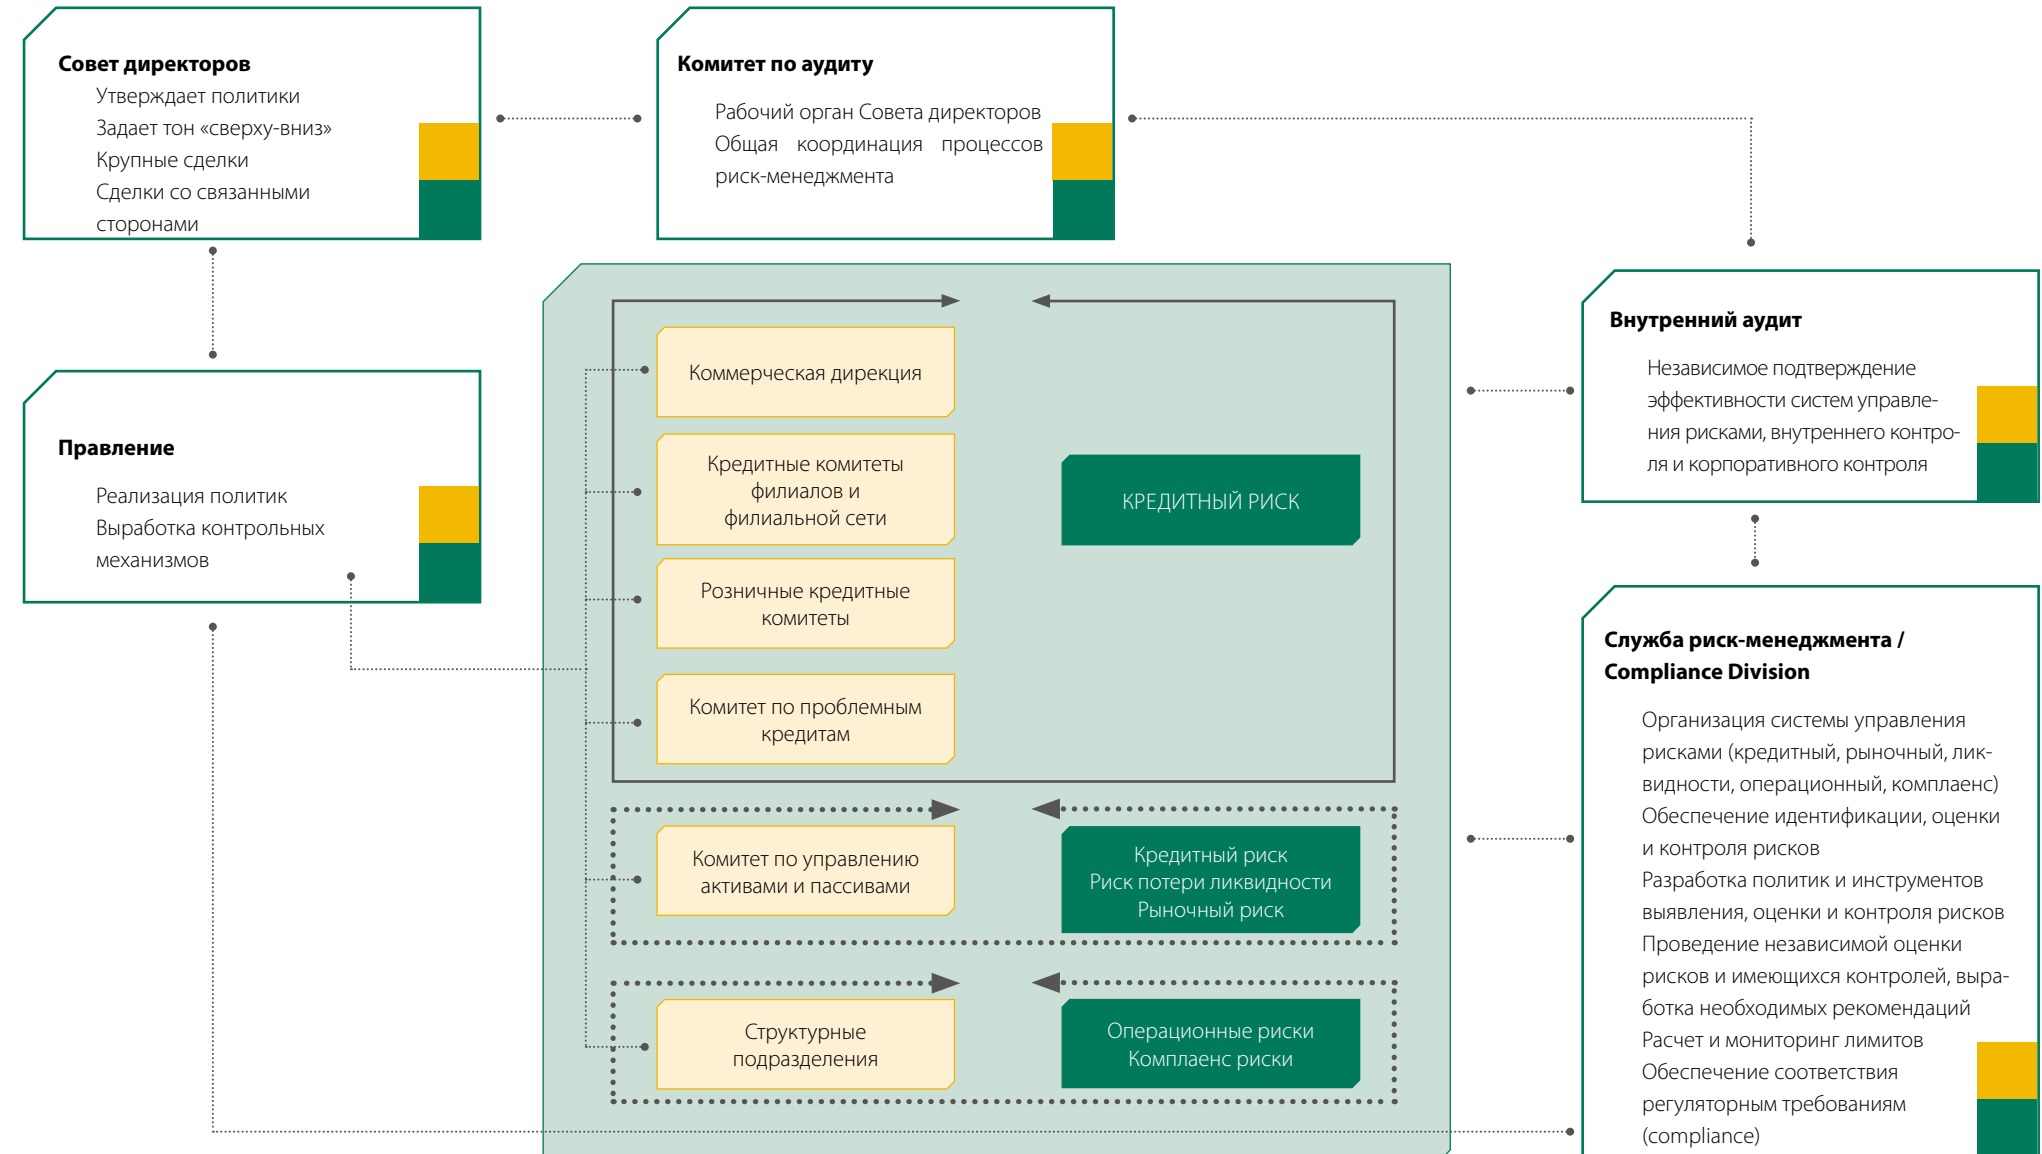 Совет директоров
Утверждает политики
Задает тон «сверху-вниз»
Крупные сделки
Сделки со связанными
сторонами
Комитет по аудиту
Рабочий орган Совета директоров
Общая координация процессов
риск-менеджмента
Правление
Реализация политик
Выработка контрольных
механизмов
Коммерческая дирекция
Кредитные комитеты
филиалов и
филиальной сети
Розничные кредитные
комитеты
Комитет по проблемным
кредитам
КРЕДИТНЫЙ РИСК
Комитет по управлению
активами и пассивами
Кредитный риск
Риск потери ликвидности
Рыночный риск
Структурные
подразделения
Операционные риски
Комплаенс риски
Внутренний аудит
Независимое подтверждение
эффективности систем управле-
ния рисками, внутреннего контро-
ля и корпоративного контроля
Служба риск-менеджмента /
Compliance Division
Организация системы управления
рисками (кредитный, рыночный, лик-
видности, операционный, комплаенс)
Обеспечение идентификации, оценки
и контроля рисков
Разработка политик и инструментов
выявления, оценки и контроля рисков
Проведение независимой оценки
рисков и имеющихся контролей, выра-
ботка необходимых рекомендаций
Расчет и мониторинг лимитов
Обеспечение соответствия
регуляторным требованиям
(compliance)